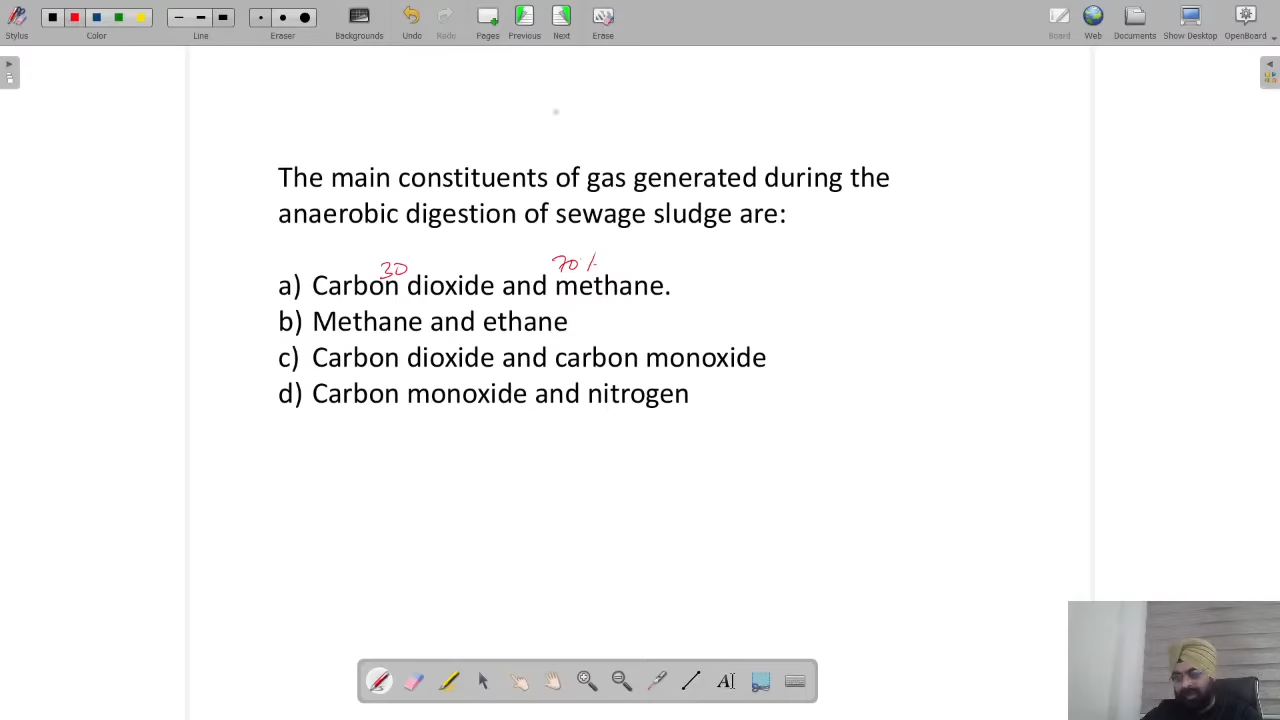 Stylus
Color
Line
Eraser
Backgrounds
Undo
Redo
Pages
Previous
Next
Erase
Board
Web
Documents
Show Desktop
OpenBoard
The main constituents of gas generated during the
anaerobic digestion of sewage sludge are:
30 70%
a) Carbon dioxide and methane.
b) Methane and ethane
c) Carbon dioxide and carbon monoxide
d) Carbon monoxide and nitrogen
AI